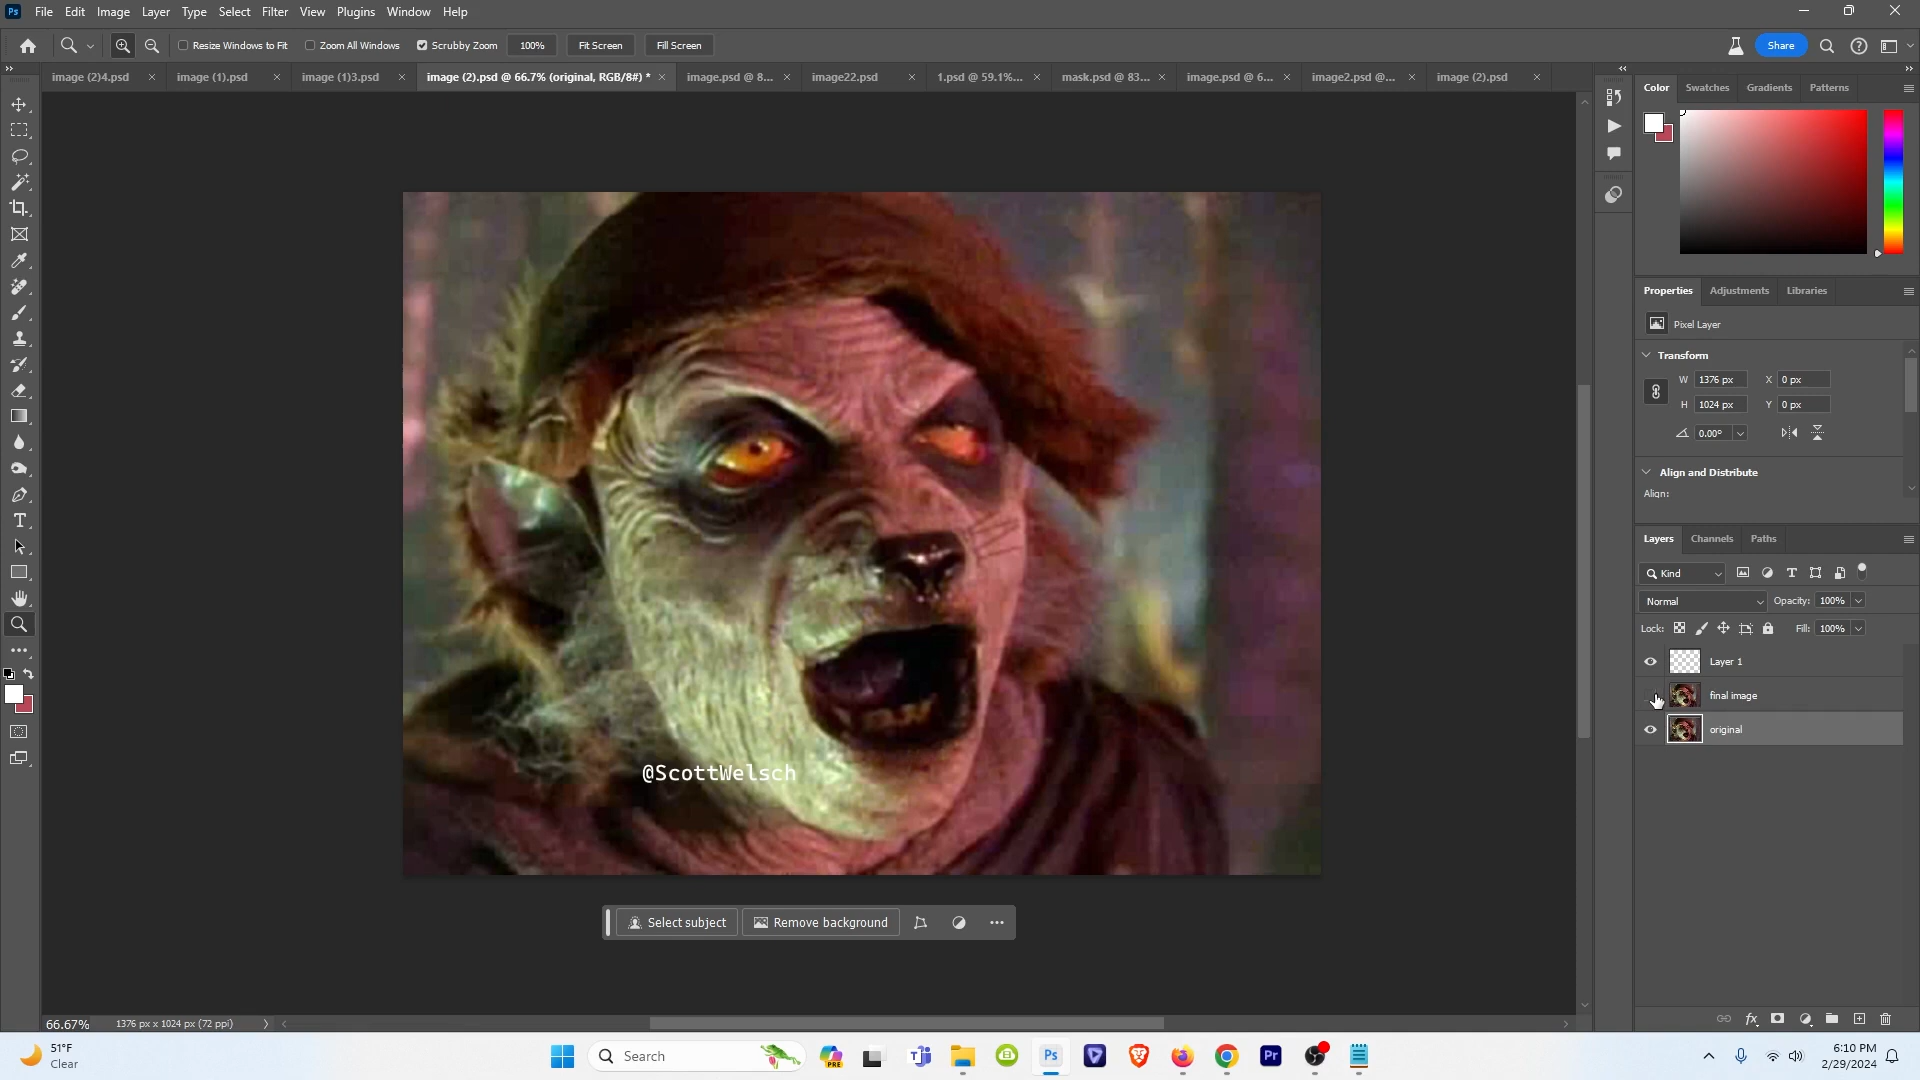 Ps File Edit Image Layer Type Select Filter View Plugins Window Help
Resize Windows to Fit Zoom All Windows Scrubby Zoom 100% Fit Screen Fill Screen Share
image (2)4.psd image (1).psd image (1)3.psd image (2).psd @ 66.7% (original, RGB/8#) * image.psd @ 8... image22.psd 1.psd @ 59.1%... mask.psd @ 83... image.psd @ 6... image2.psd @... image (2).psd
Color Swatches Gradients Patterns
Properties Adjustments Libraries
Pixel Layer
Transform
W 1376 px X 0 px
H 1024 px Y 0 px
0.00°
Align and Distribute
Align:
Layers Channels Paths
Kind
Normal Opacity: 100%
Lock: Fill: 100%
Layer 1
final image
original
@ScottWelsch
Select subject Remove background
66.67% 1376 px x 1024 px (72 ppi)
51°F
Clear
Search
PRE
Ps
Pr
6:10 PM
2/29/2024